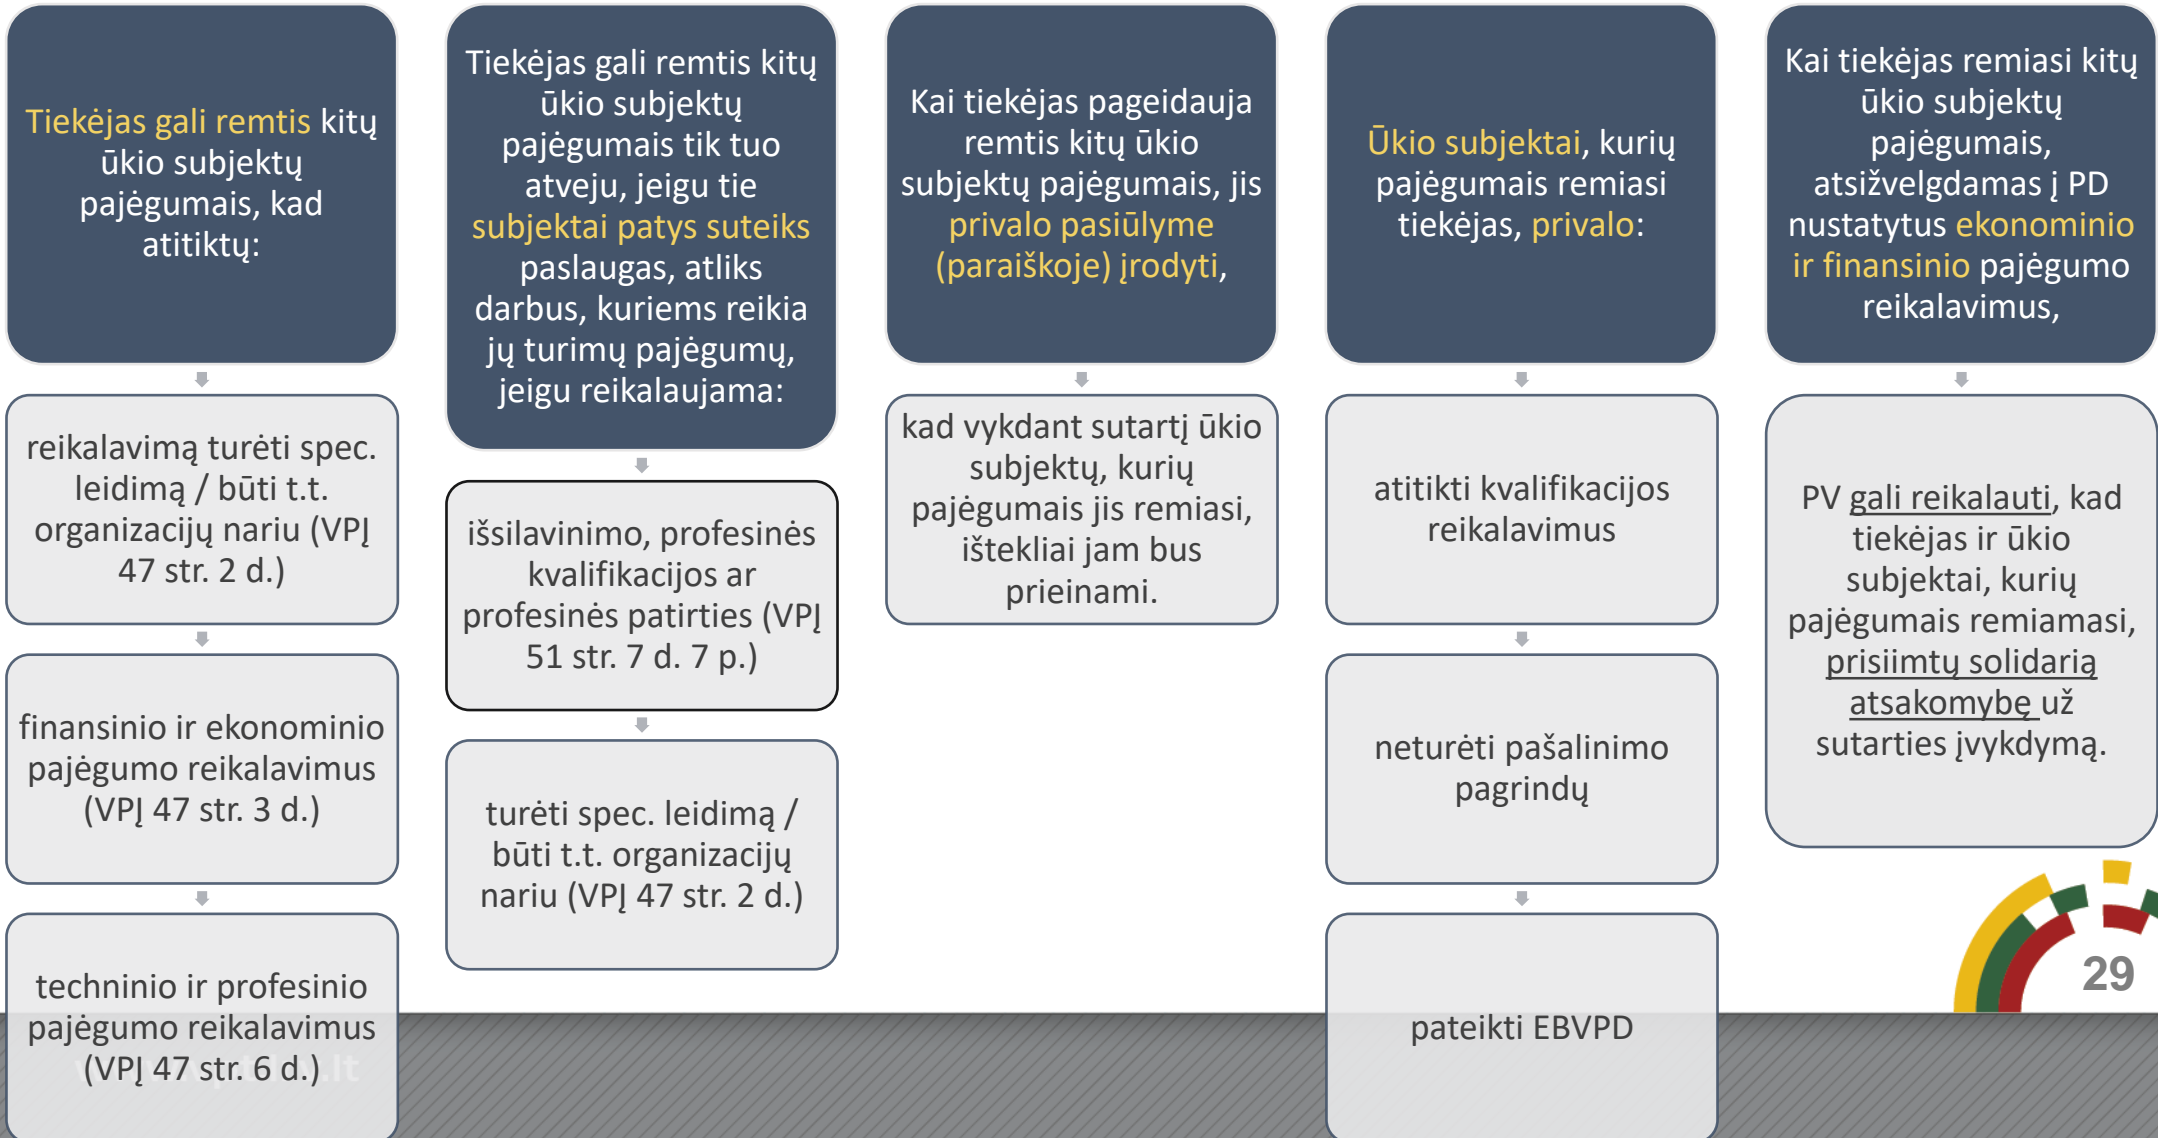 Tiekėjas gali remtis kitų
ūkio subjektų
pajėgumais, kad
atitiktų:
reikalavimą turėti spec.
leidimą / būti t.t.
organizacijų nariu (VPĮ
47 str. 2 d.)
finansinio ir ekonominio
pajėgumo reikalavimus
(VPĮ 47 str. 3 d.)
techninio ir profesinio
pajėgumo reikalavimus
(VPĮ 47 str. 6 d.)
Tiekėjas gali remtis kitų
ūkio subjektų
pajėgumais tik tuo
atveju, jeigu tie
subjektai patys suteiks
paslaugas, atliks
darbus, kuriems reikia
jų turimų pajėgumų,
jeigu reikalaujama:
išsilavinimo, profesinės
kvalifikacijos ar
profesinės patirties (VPĮ
51 str. 7 d. 7 p.)
turėti spec. leidimą /
būti t.t. organizacijų
nariu (VPĮ 47 str. 2 d.)
Kai tiekėjas pageidauja
remtis kitų ūkio
subjektų pajėgumais, jis
privalo pasiūlyme
(paraiškoje) įrodyti,
kad vykdant sutartį ūkio
subjektų, kurių
pajėgumais jis remiasi,
ištekliai jam bus
prieinami.
Ūkio subjektai, kurių
pajėgumais remiasi
tiekėjas, privalo:
atitikti kvalifikacijos
reikalavimus
neturėti pašalinimo
pagrindų
pateikti EBVPD
Kai tiekėjas remiasi kitų
ūkio subjektų
pajėgumais,
atsižvelgdamas į PD
nustatytus ekonominio
ir finansinio pajėgumo
reikalavimus,
PV gali reikalauti, kad
tiekėjas ir ūkio
subjektai, kurių
pajėgumais remiamasi,
prisiimtų solidarią
atsakomybę už
sutarties įvykdymą.
29